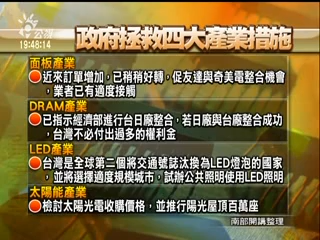 公視
19:48:14
政府拯救四大產業措施
面板產業
近來訂單增加，已稍稍好轉，促友達與奇美電整合機會
，業者已有適度接觸
DRAM產業
已指示經濟部進行台日廠整合，若日廠與台廠整合成功
，台灣不必付出過多的權利金
LED產業
台灣是全球第二個將交通號誌汰換為LED燈泡的國家
，並將選擇適度規模城市，試辦公共照明使用LED照明
太陽能產業
檢討太陽光電收購價格，並推行陽光屋頂百萬座
南部開講整理